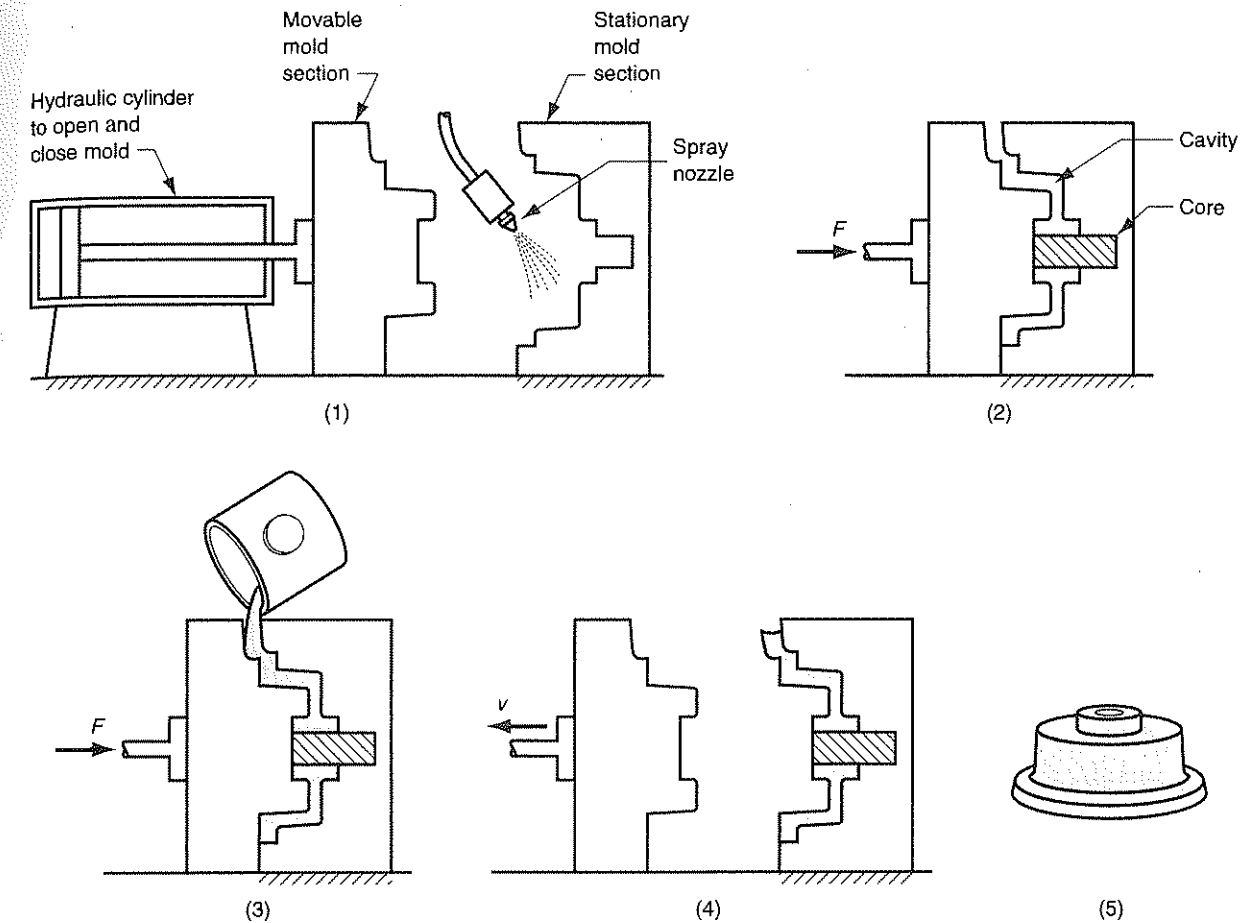 Movable
mold
section
Stationary
mold
section
Hydraulic cylinder
to open and
close mold
Spray
nozzle
Cavity
Core
F
(1)
(2)
F
v
(3)
(4)
(5)